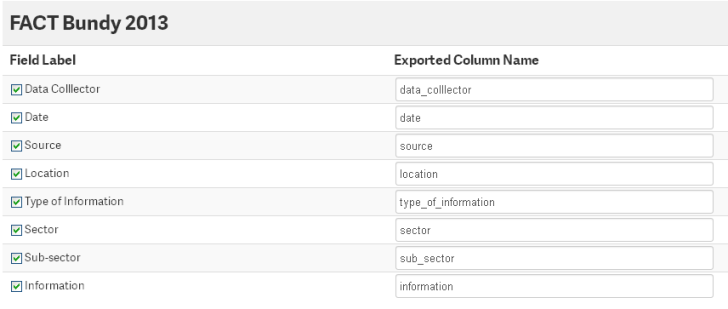 FACT Bundy 2013
Field Label Exported Column Name
Data Colllector data_colllector
Date date
Source source
Location location
Type of Information type_of_information
Sector sector
Sub-sector sub_sector
Information information